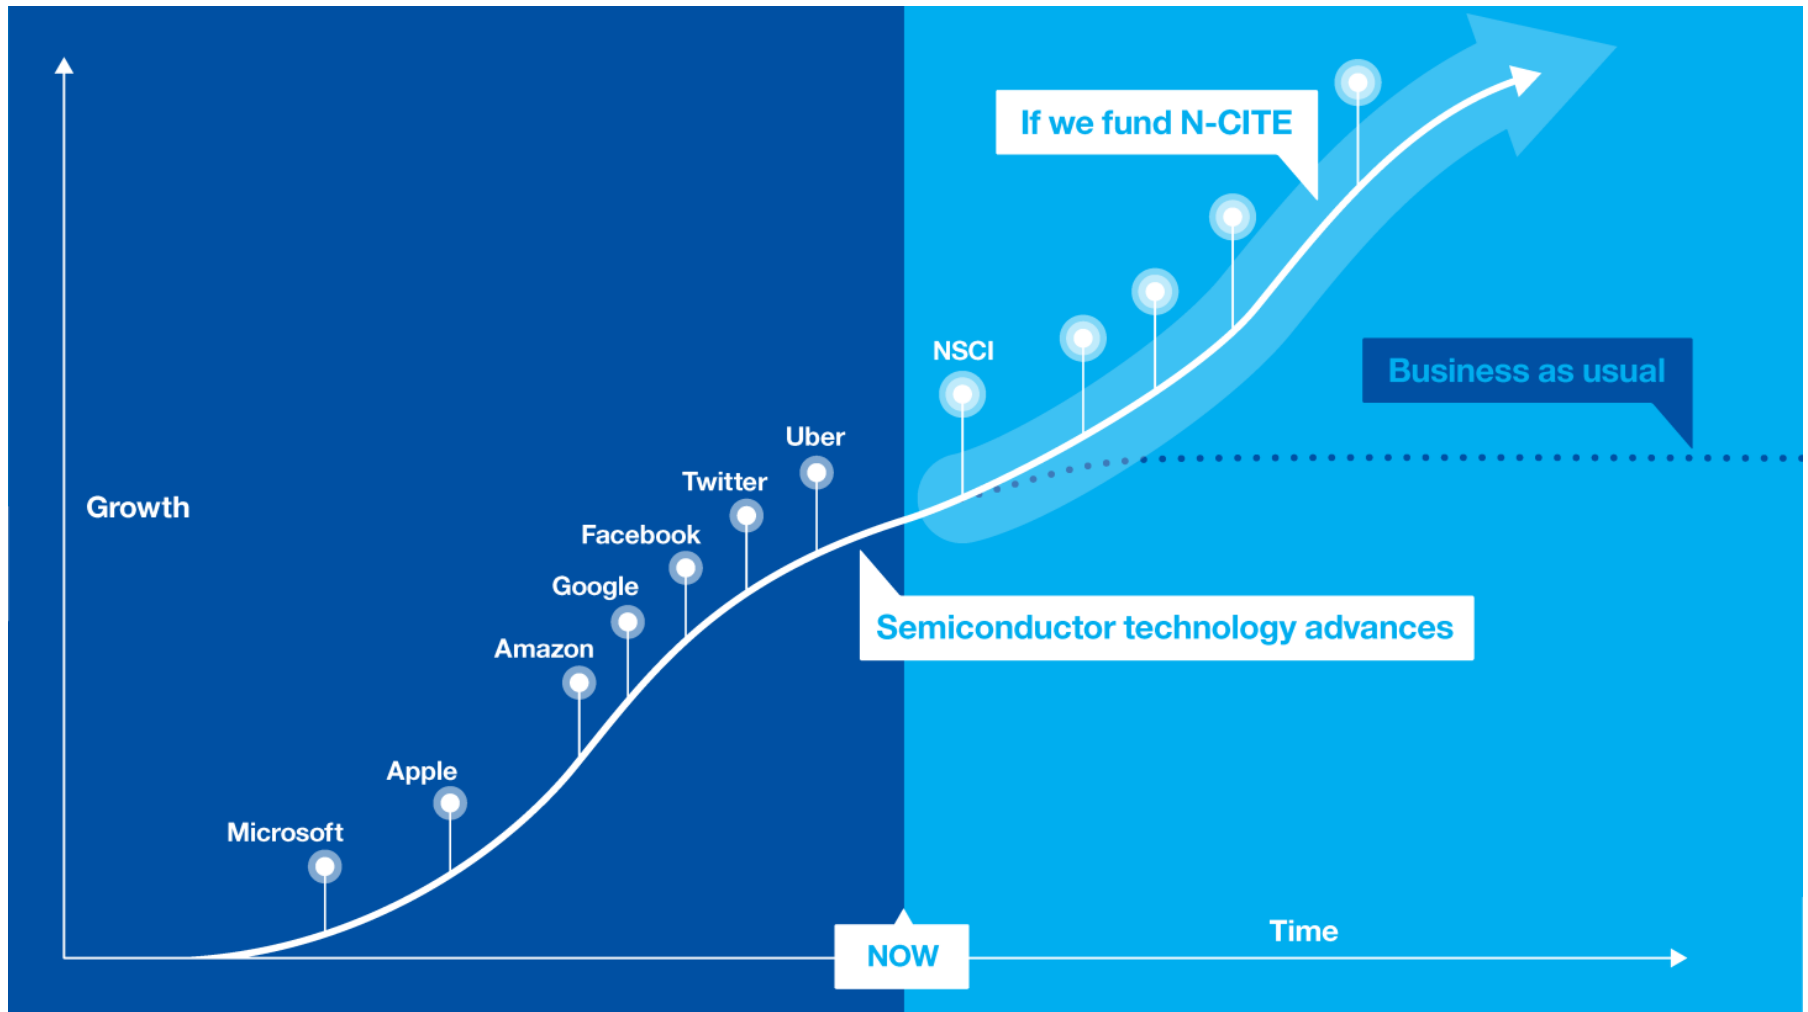 If we fund N-CITE
NSCI
Business as usual
Uber
Twitter
Growth
Facebook
Google
Semiconductor technology advances
Amazon
Apple
Microsoft
Time
NOW